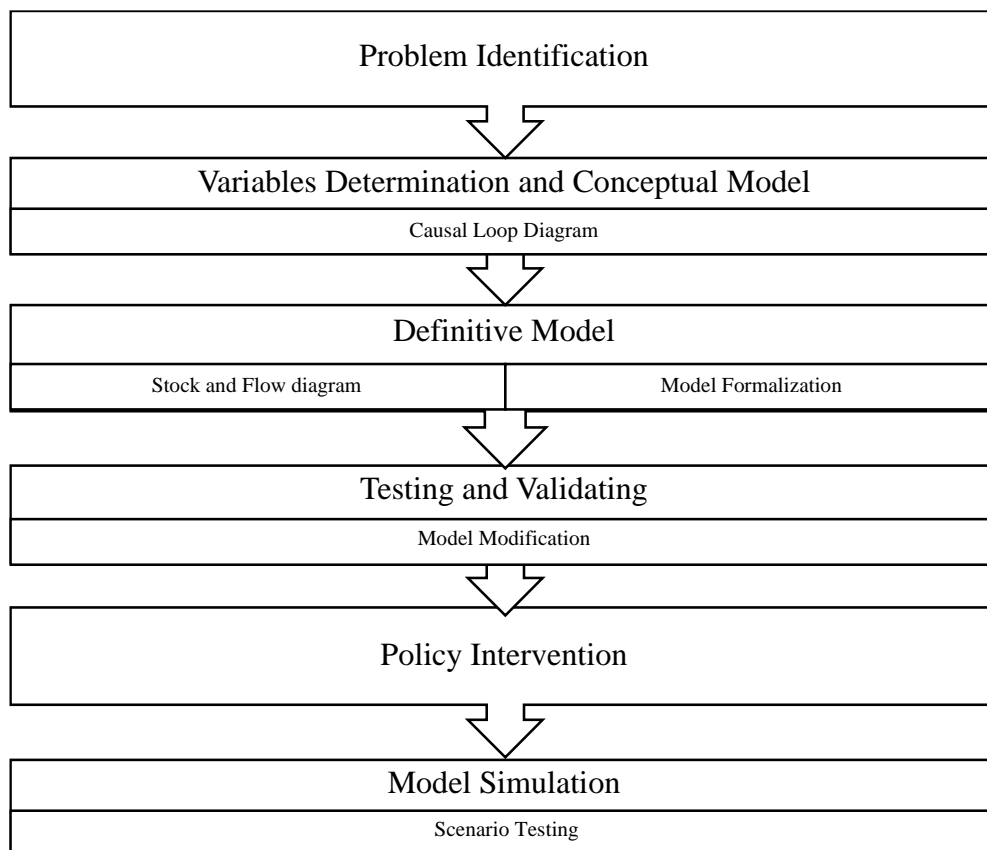 Problem Identification
Variables Determination and Conceptual Model
Causal Loop Diagram
Definitive Model
Stock and Flow diagram
Model Formalization
Testing and Validating
Model Modification
Policy Intervention
Model Simulation
Scenario Testing